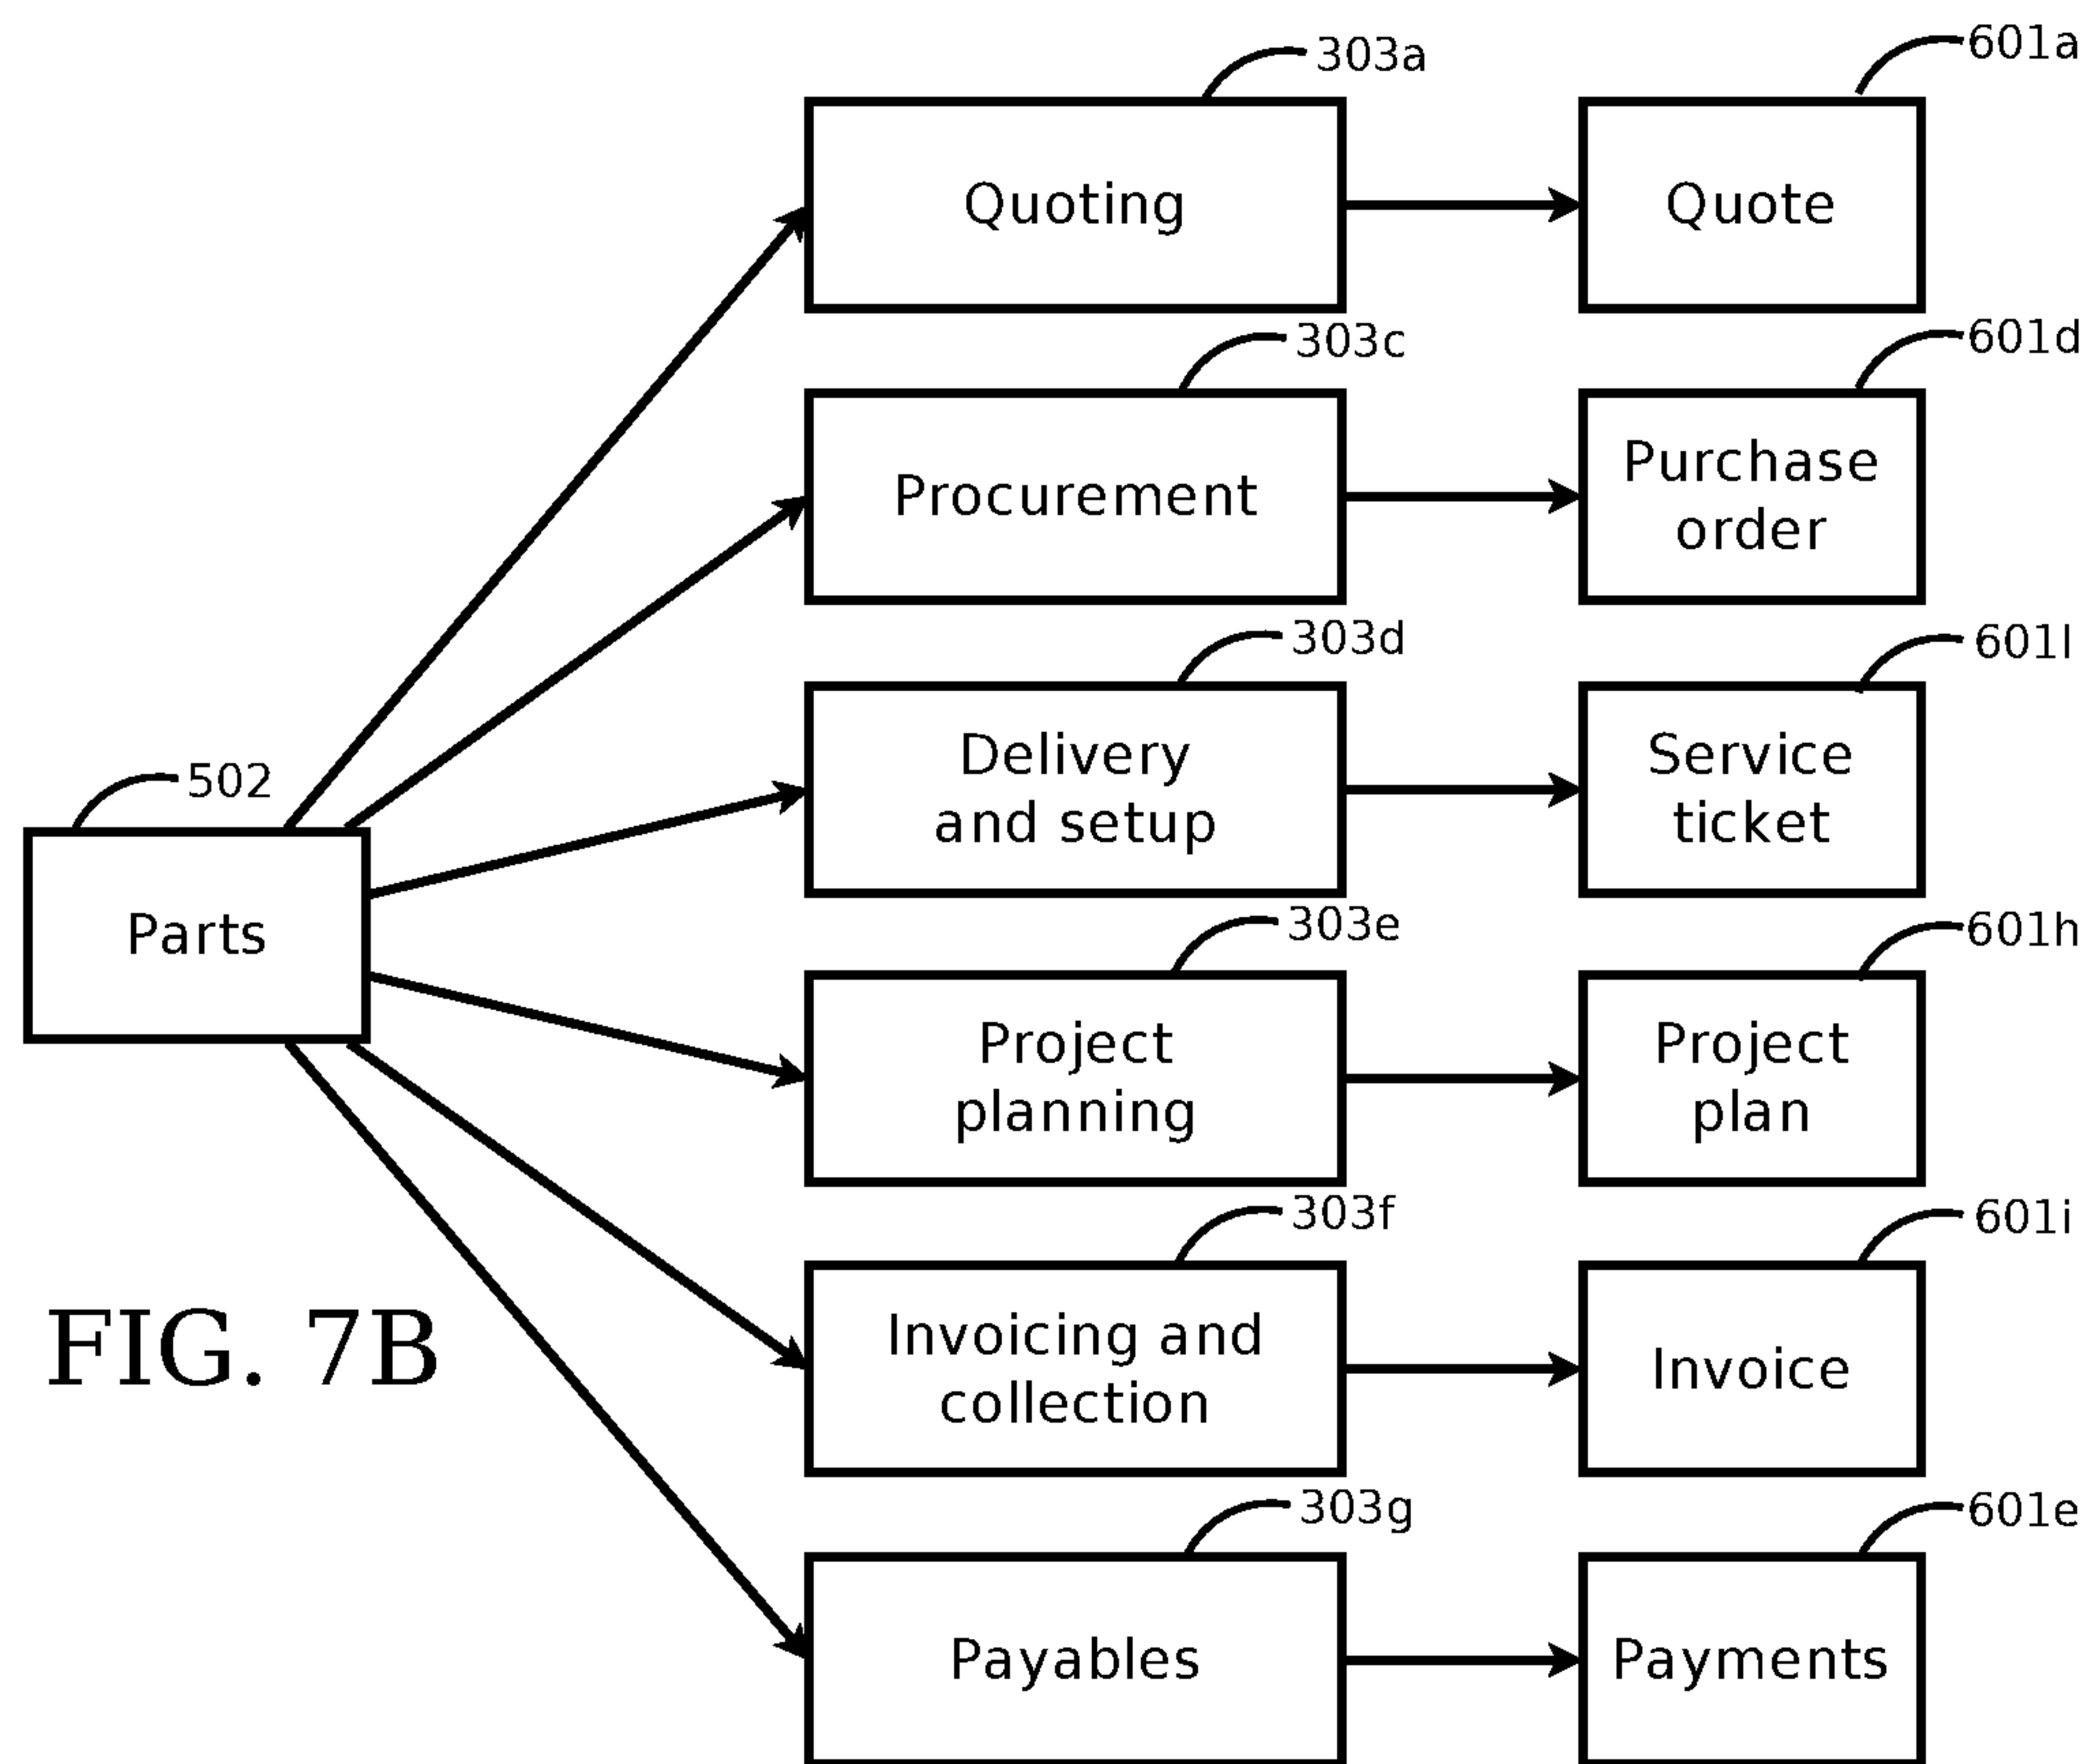 303a
601a
Quoting
Quote
303c
601d
Procurement
Purchase
order
303d
601l
Delivery
and setup
Service
ticket
502
Parts
303e
601h
Project
planning
Project
plan
303f
601i
Invoicing and
collection
Invoice
FIG. 7B
303g
601e
Payables
Payments